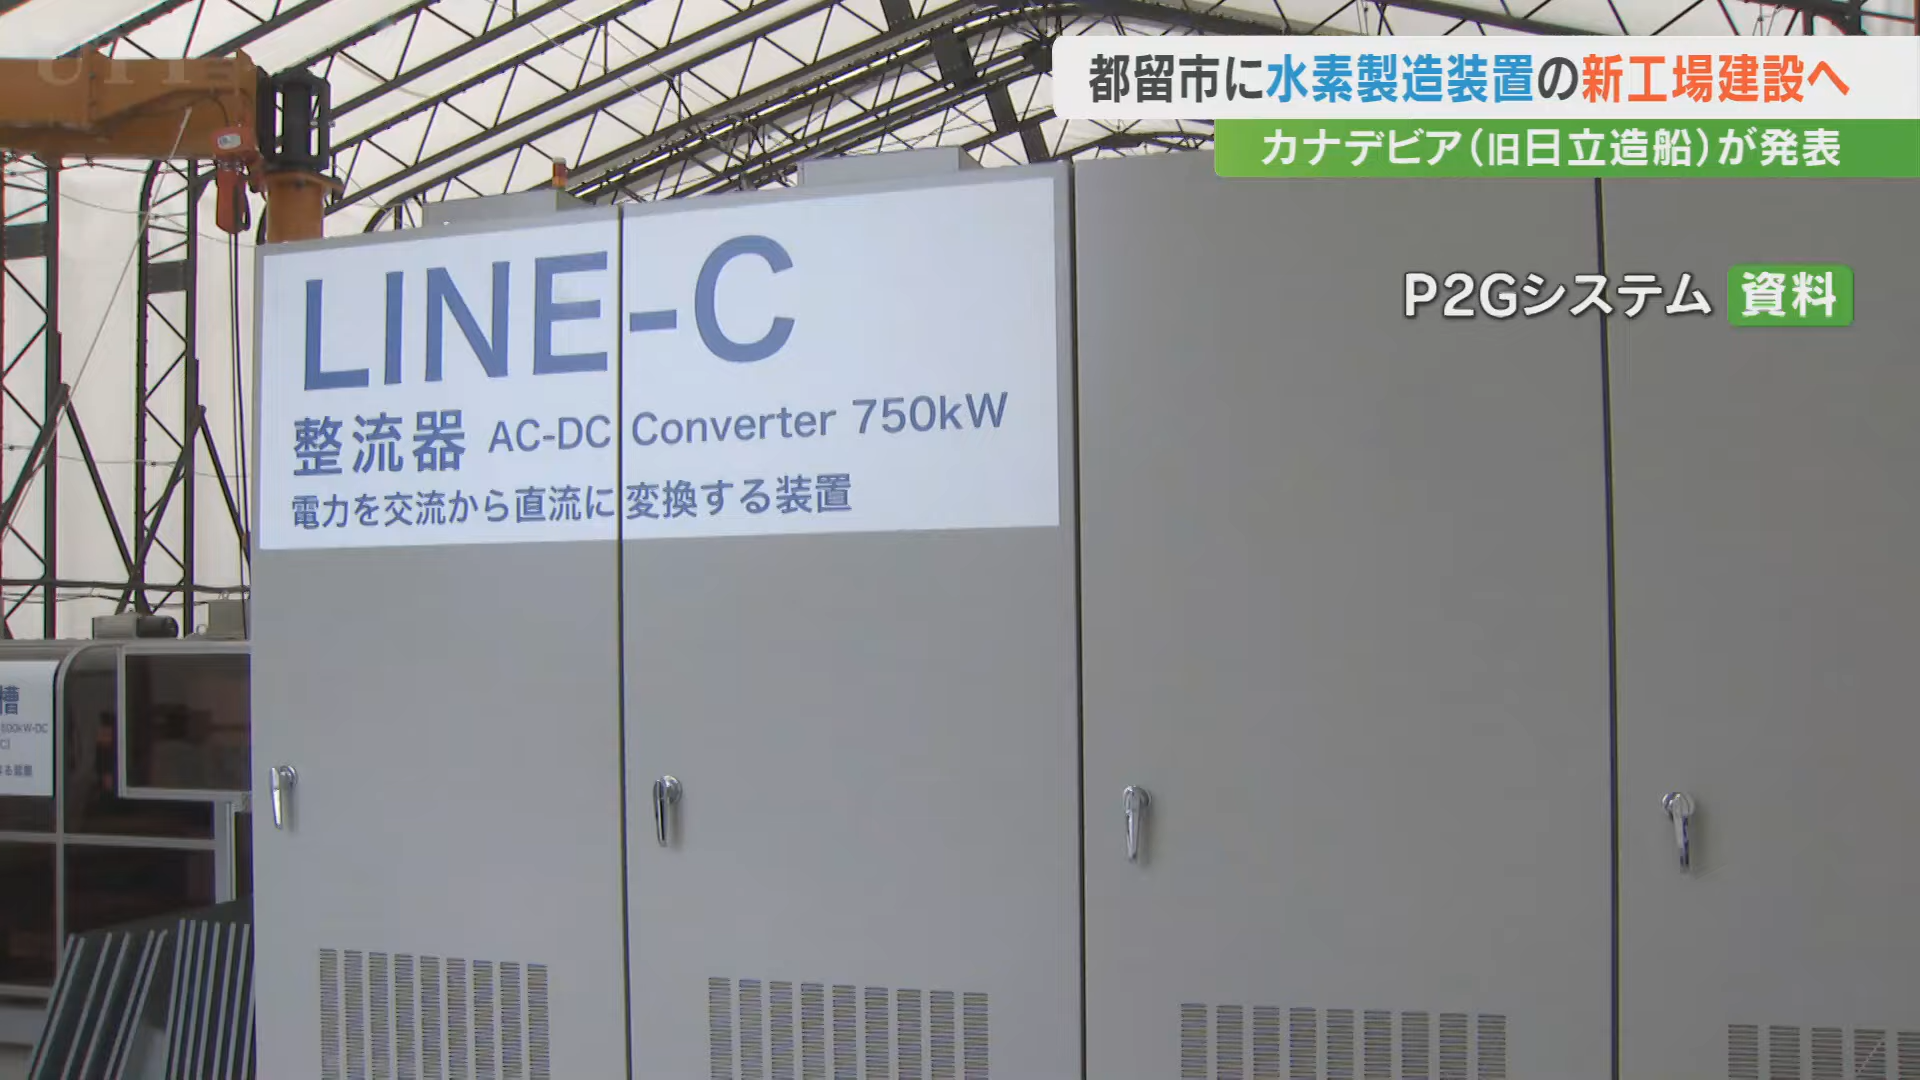 UTY
都留市に水素製造装置の新工場建設へ
カナデビア(旧日立造船)が発表
P2Gシステム 資料
LINE-C
整流器 AC-DC Converter 750kW
電力を交流から直流に変換する装置
槽